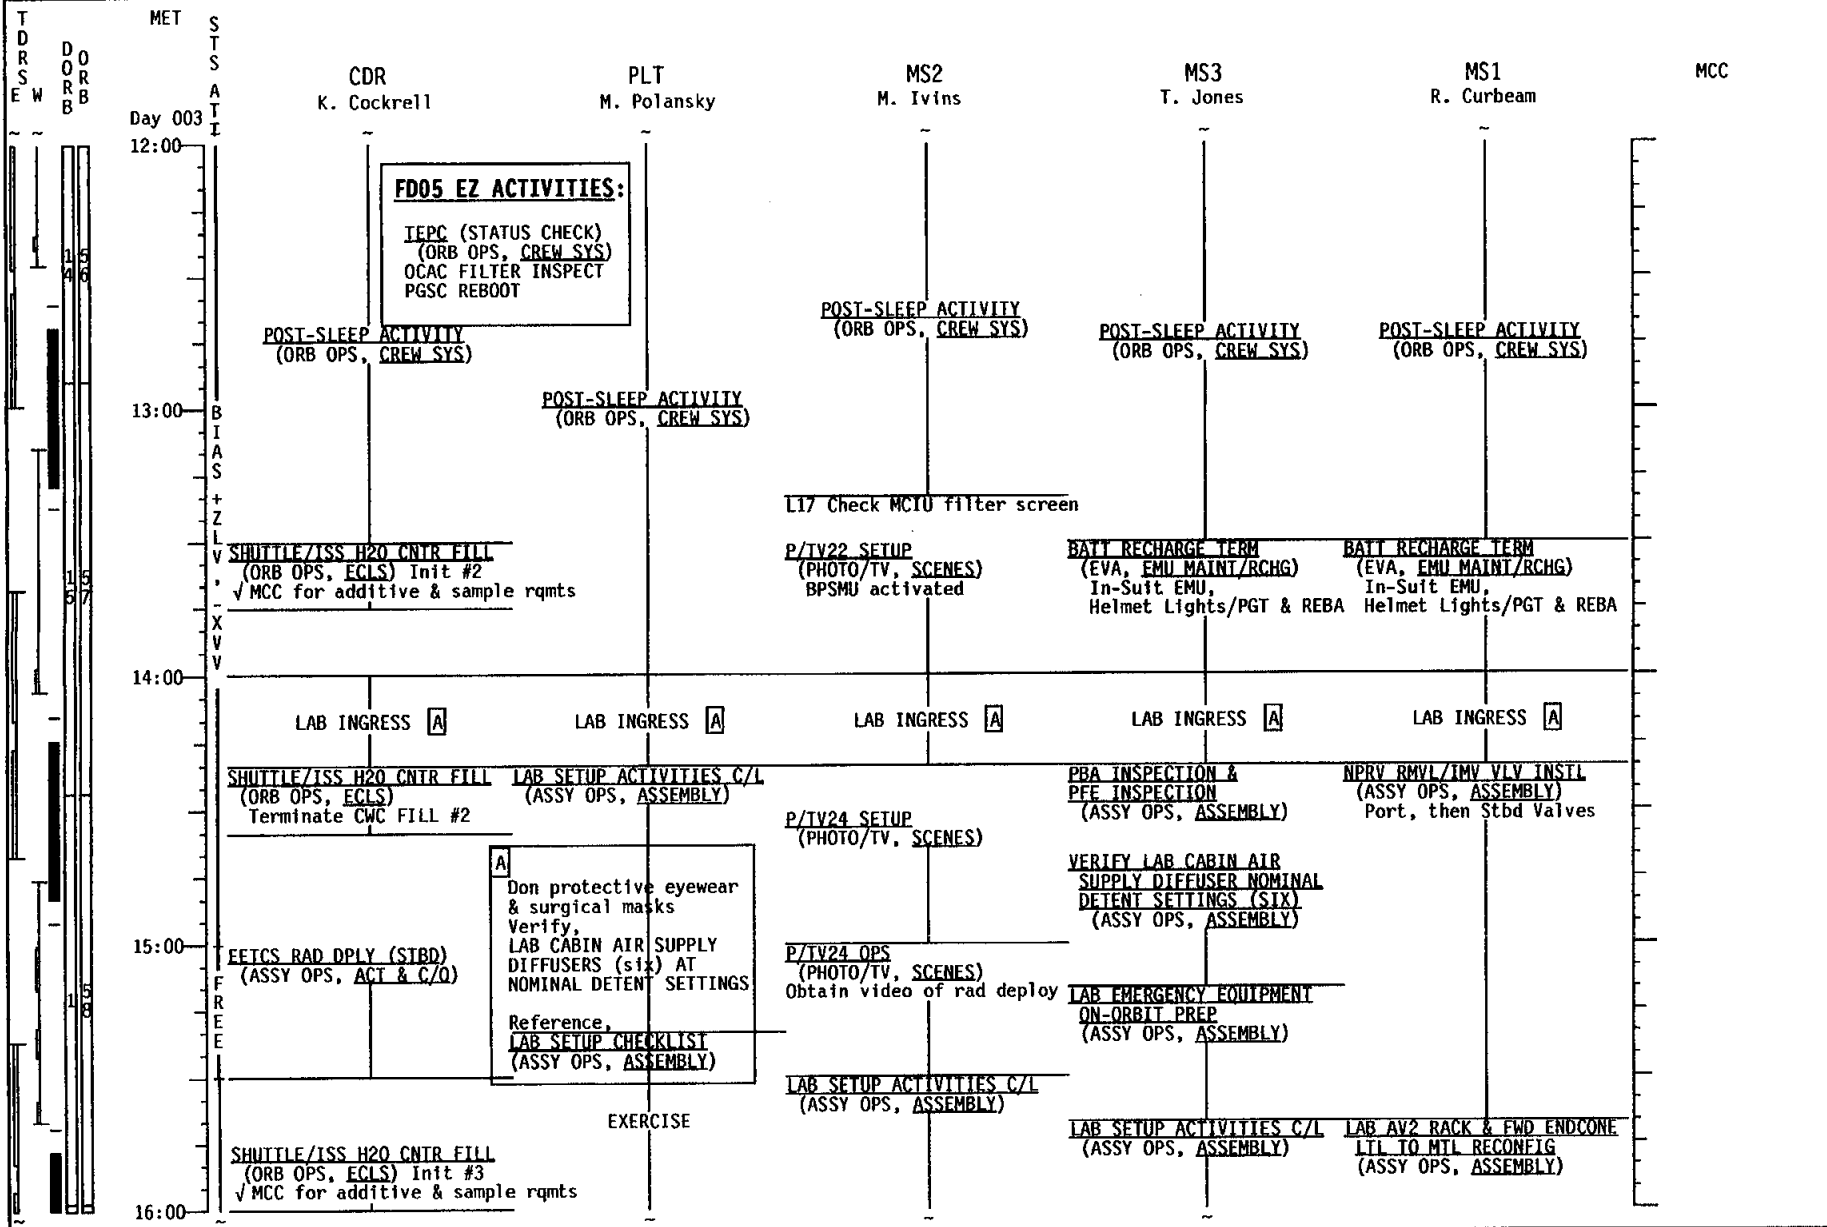 TDRS
E W
DORB
ORB
MET
STS ATT
CDR
K. Cockrell
PLT
M. Polansky
MS2
M. Ivins
MS3
T. Jones
MS1
R. Curbeam
MCC
Day 003
12:00
FD05 EZ ACTIVITIES:
TEPC (STATUS CHECK)
(ORB OPS, CREW SYS)
OCAC FILTER INSPECT
PGSC REBOOT
14
56
POST-SLEEP ACTIVITY
(ORB OPS, CREW SYS)
POST-SLEEP ACTIVITY
(ORB OPS, CREW SYS)
POST-SLEEP ACTIVITY
(ORB OPS, CREW SYS)
POST-SLEEP ACTIVITY
(ORB OPS, CREW SYS)
13:00
POST-SLEEP ACTIVITY
(ORB OPS, CREW SYS)
BIAS +ZLV, -XVV
L17 Check MCIU filter screen
SHUTTLE/ISS H2O CNTR FILL
(ORB OPS, ECLS) Init #2
√ MCC for additive & sample rqmts
P/TV22 SETUP
(PHOTO/TV, SCENES)
BPSMU activated
BATT RECHARGE TERM
(EVA, EMU MAINT/RCHG)
In-Suit EMU,
Helmet Lights/PGT & REBA
BATT RECHARGE TERM
(EVA, EMU MAINT/RCHG)
In-Suit EMU,
Helmet Lights/PGT & REBA
15
57
14:00
LAB INGRESS A
LAB INGRESS A
LAB INGRESS A
LAB INGRESS A
LAB INGRESS A
SHUTTLE/ISS H2O CNTR FILL
(ORB OPS, ECLS)
Terminate CWC FILL #2
LAB SETUP ACTIVITIES C/L
(ASSY OPS, ASSEMBLY)
P/TV24 SETUP
(PHOTO/TV, SCENES)
PBA INSPECTION &
PFE INSPECTION
(ASSY OPS, ASSEMBLY)
NPRV RMVL/IMV VLV INSTL
(ASSY OPS, ASSEMBLY)
Port, then Stbd Valves
A
Don protective eyewear
& surgical masks
Verify,
LAB CABIN AIR SUPPLY
DIFFUSERS (six) AT
NOMINAL DETENT SETTINGS
Reference,
LAB SETUP CHECKLIST
(ASSY OPS, ASSEMBLY)
VERIFY LAB CABIN AIR
SUPPLY DIFFUSER NOMINAL
DETENT SETTINGS (SIX)
(ASSY OPS, ASSEMBLY)
15:00
EETCS RAD DPLY (STBD)
(ASSY OPS, ACT & C/O)
P/TV24 OPS
(PHOTO/TV, SCENES)
Obtain video of rad deploy
LAB EMERGENCY EQUIPMENT
ON-ORBIT PREP
(ASSY OPS, ASSEMBLY)
FREE
58
LAB SETUP ACTIVITIES C/L
(ASSY OPS, ASSEMBLY)
EXERCISE
LAB SETUP ACTIVITIES C/L
(ASSY OPS, ASSEMBLY)
LAB AV2 RACK & FWD ENDCONE
LTL TO MTL RECONFIG
(ASSY OPS, ASSEMBLY)
SHUTTLE/ISS H2O CNTR FILL
(ORB OPS, ECLS) Init #3
√ MCC for additive & sample rqmts
16:00